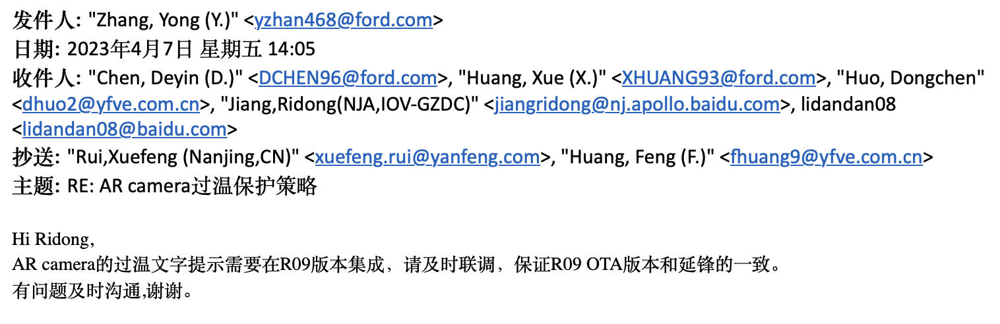 发件人: "Zhang, Yong (Y.)" <yzhan468@ford.com>
日期: 2023年4月7日 星期五 14:05
收件人: "Chen, Deyin (D.)" <DCHEN96@ford.com>, "Huang, Xue (X.)" <XHUANG93@ford.com>, "Huo, Dongchen"
<dhuo2@yfve.com.cn>, "Jiang,Ridong(NJA,IOV-GZDC)" <jiangridong@nj.apollo.baidu.com>, lidandan08
<lidandan08@baidu.com>
抄送: "Rui,Xuefeng (Nanjing,CN)" <xuefeng.rui@yanfeng.com>, "Huang, Feng (F.)" <fhuang9@yfve.com.cn>
主题: RE: AR camera过温保护策略
Hi Ridong,
AR camera的过温文字提示需要在R09版本集成，请及时联调，保证R09 OTA版本和延锋的一致。
有问题及时沟通,谢谢。